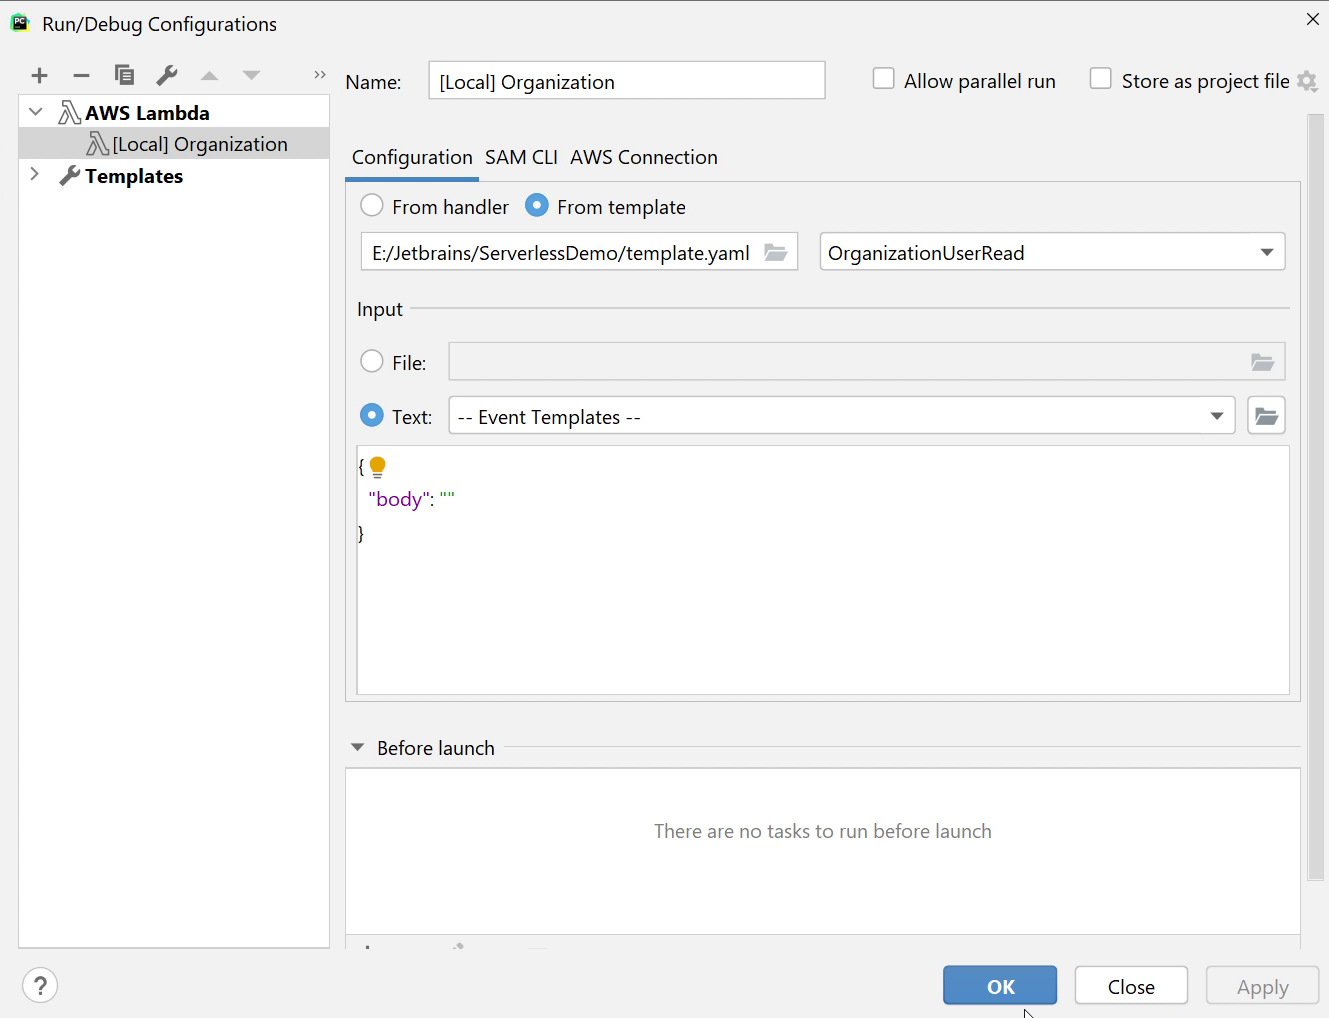 Run/Debug Configurations
Name: [Local] Organization Allow parallel run Store as project file
AWS Lambda
[Local] Organization
Templates
Configuration SAM CLI AWS Connection
From handler From template
E:/Jetbrains/ServerlessDemo/template.yaml OrganizationUserRead
Input
File:
Text: -- Event Templates --
{
"body": ""
}
Before launch
There are no tasks to run before launch
? OK Close Apply